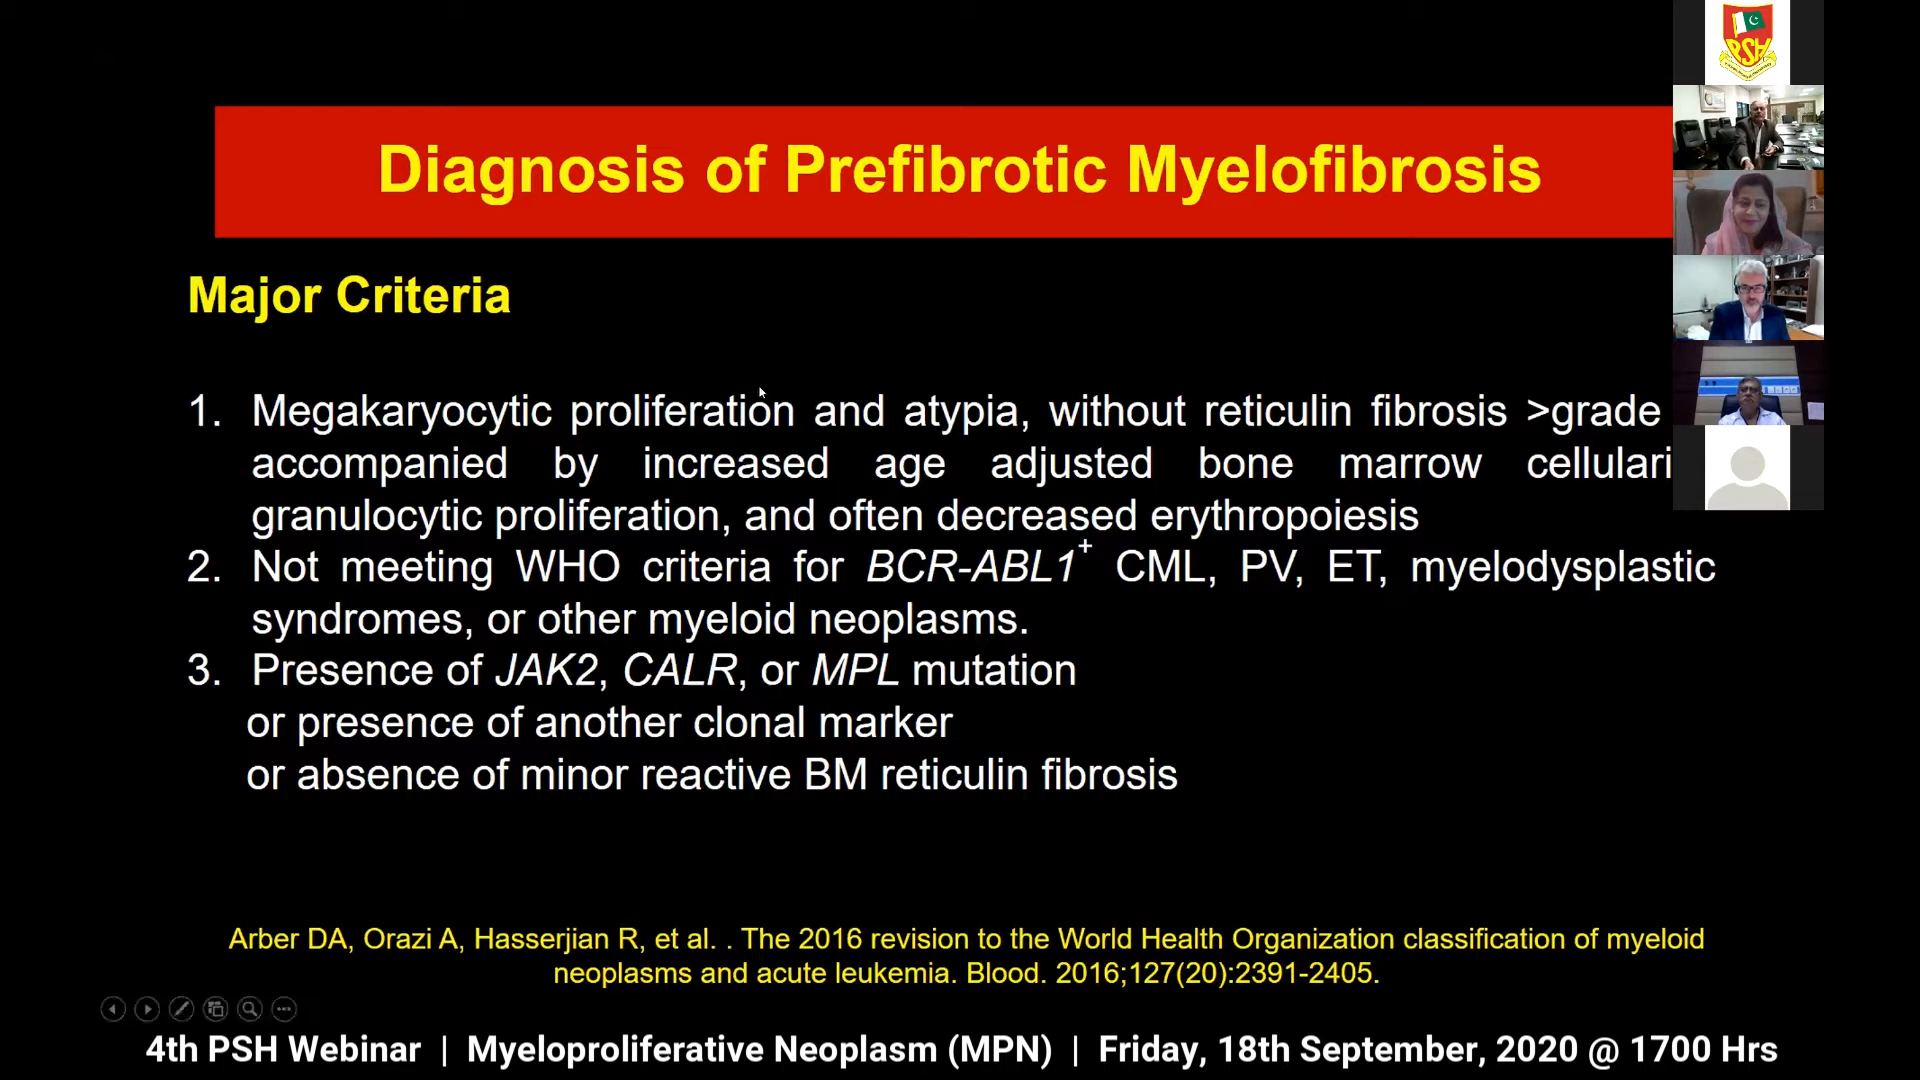 Diagnosis of Prefibrotic Myelofibrosis
PSH
Major Criteria
1. Megakaryocytic proliferation and atypia, without reticulin fibrosis >grade
accompanied by increased age adjusted bone marrow cellulari
granulocytic proliferation, and often decreased erythropoiesis
2. Not meeting WHO criteria for BCR-ABL1+ CML, PV, ET, myelodysplastic
syndromes, or other myeloid neoplasms.
3. Presence of JAK2, CALR, or MPL mutation
or presence of another clonal marker
or absence of minor reactive BM reticulin fibrosis
Arber DA, Orazi A, Hasserjian R, et al. . The 2016 revision to the World Health Organization classification of myeloid
neoplasms and acute leukemia. Blood. 2016;127(20):2391-2405.
4th PSH Webinar | Myeloproliferative Neoplasm (MPN) | Friday, 18th September, 2020 @ 1700 Hrs